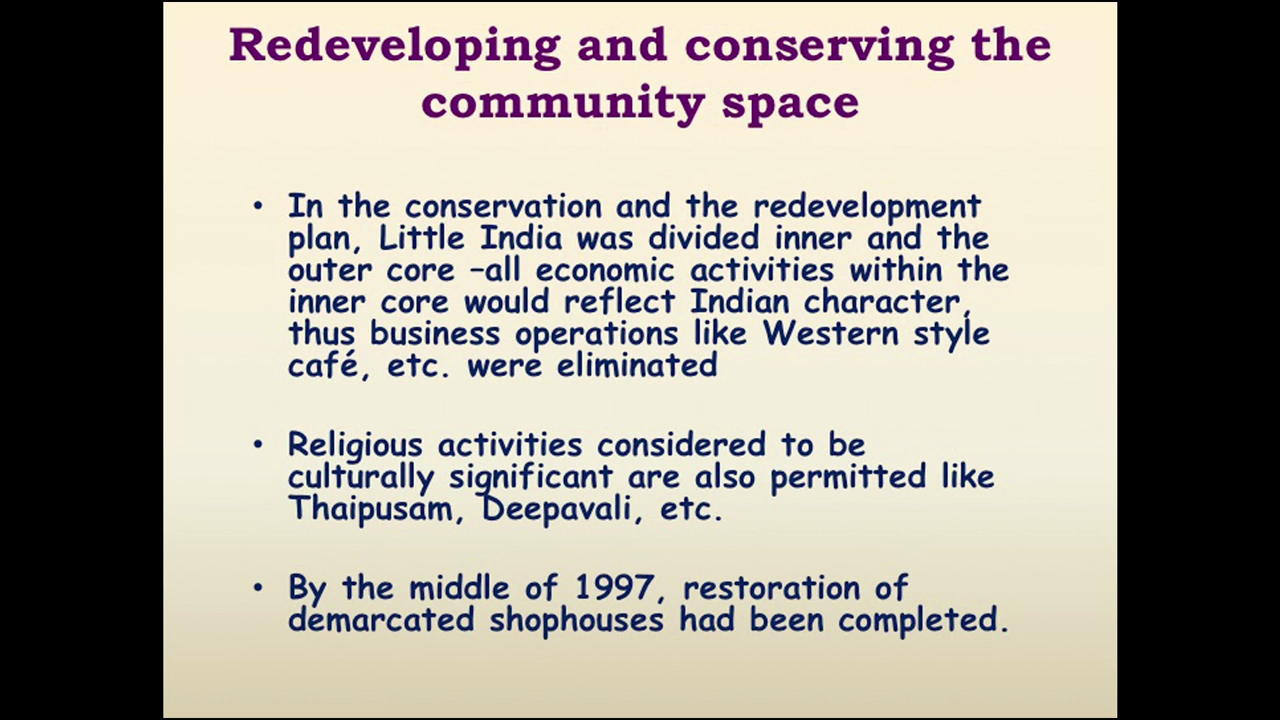 Redeveloping and conserving the
community space
• In the conservation and the redevelopment
plan, Little India was divided inner and the
outer core –all economic activities within the
inner core would reflect Indian character,
thus business operations like Western style
café, etc. were eliminated
• Religious activities considered to be
culturally significant are also permitted like
Thaipusam, Deepavali, etc.
• By the middle of 1997, restoration of
demarcated shophouses had been completed.